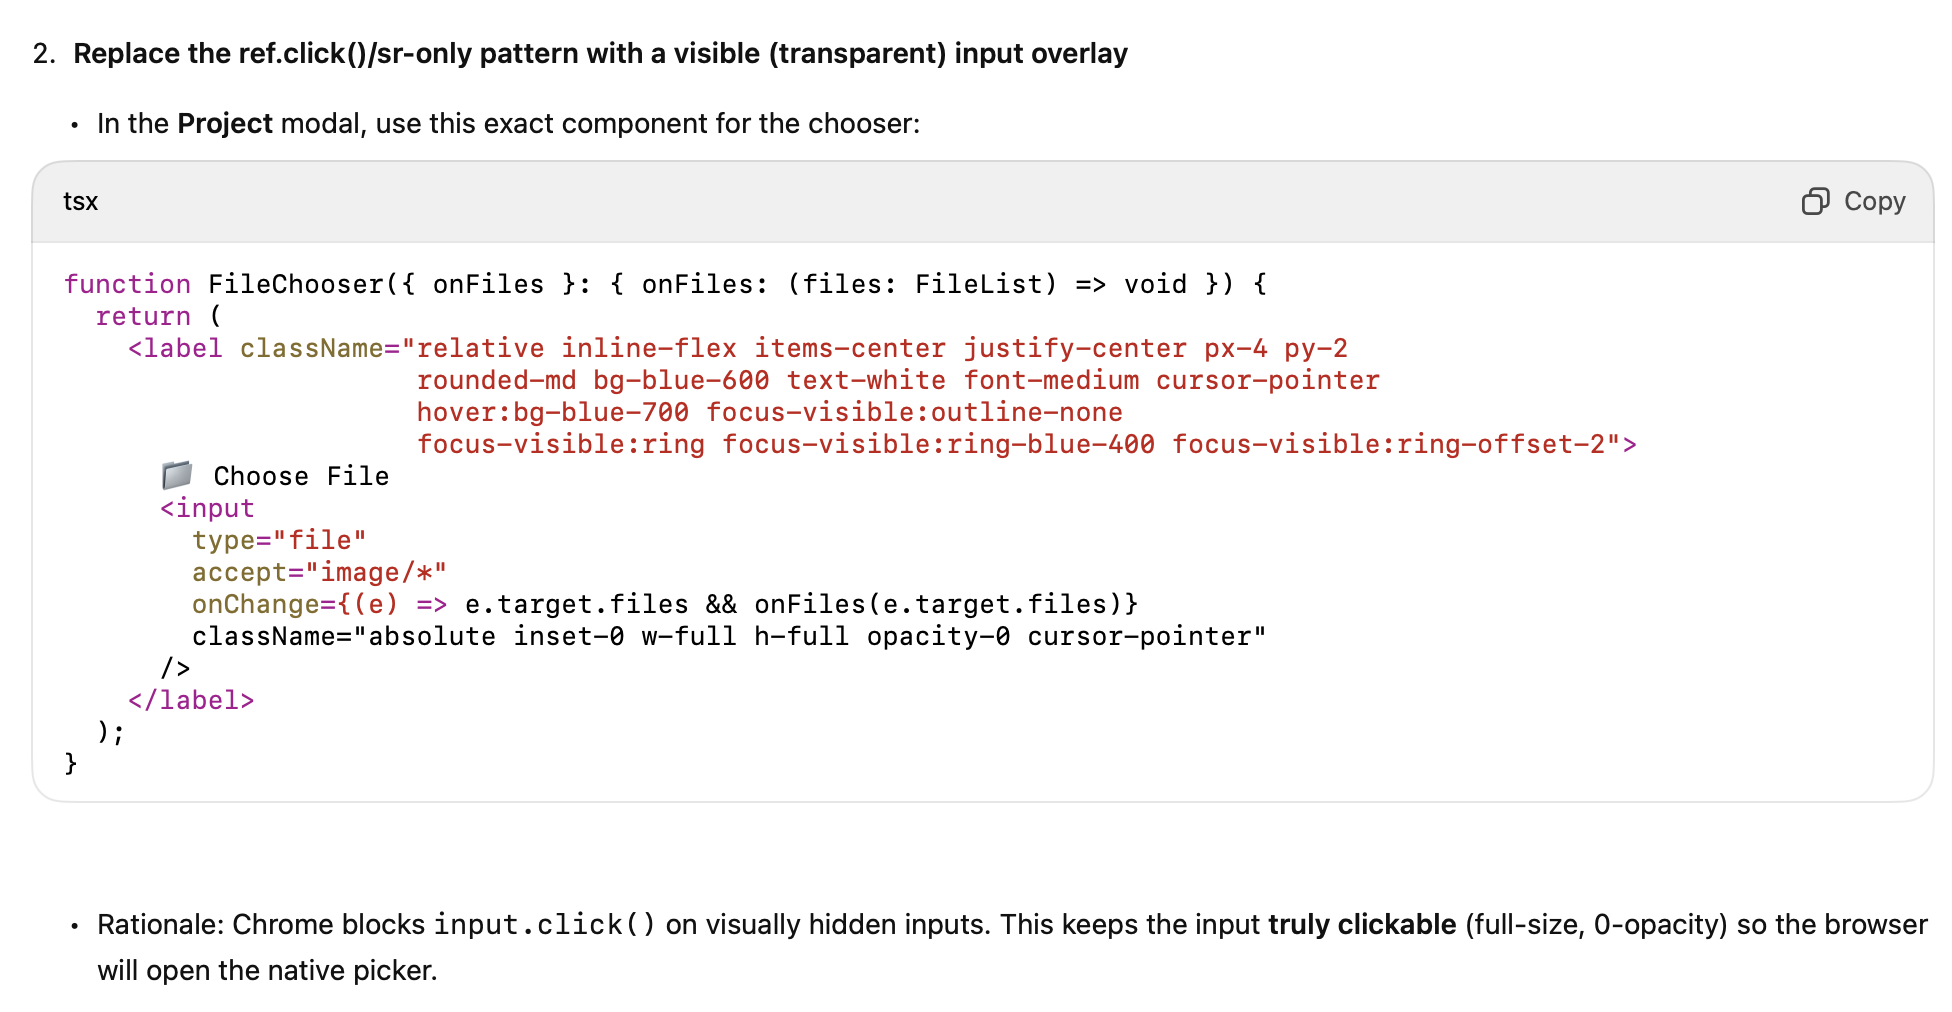 2. Replace the ref.click()/sr-only pattern with a visible (transparent) input overlay
• In the Project modal, use this exact component for the chooser:
tsx
Copy
function FileChooser({ onFiles }: { onFiles: (files: FileList) => void }) {
  return (
    <label className="relative inline-flex items-center justify-center px-4 py-2
                      rounded-md bg-blue-600 text-white font-medium cursor-pointer
                      hover:bg-blue-700 focus-visible:outline-none
                      focus-visible:ring focus-visible:ring-blue-400 focus-visible:ring-offset-2">
      📁 Choose File
      <input
        type="file"
        accept="image/*"
        onChange={(e) => e.target.files && onFiles(e.target.files)}
        className="absolute inset-0 w-full h-full opacity-0 cursor-pointer"
      />
    </label>
  );
}
• Rationale: Chrome blocks input.click() on visually hidden inputs. This keeps the input truly clickable (full-size, 0-opacity) so the browser
will open the native picker.